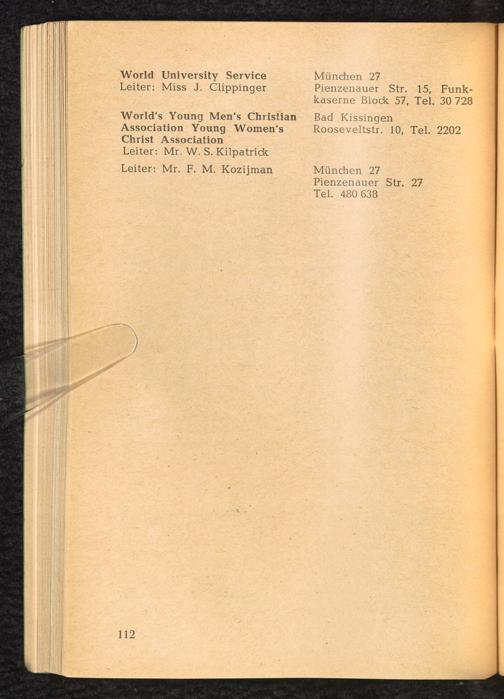 World University Service
Leiter: Miss J. Clippinger
München 27
Pienzenauer Str. 15, Funk-
kaserne Block 57, Tel. 30 728
World's Young Men's Christian
Association Young Women's
Christ Association
Leiter: Mr. W. S. Kilpatrick
Bad Kissingen
Rooseveltstr. 10, Tel. 2202
Leiter: Mr. F. M. Kozijman
München 27
Pienzenauer Str. 27
Tel. 480 638
112